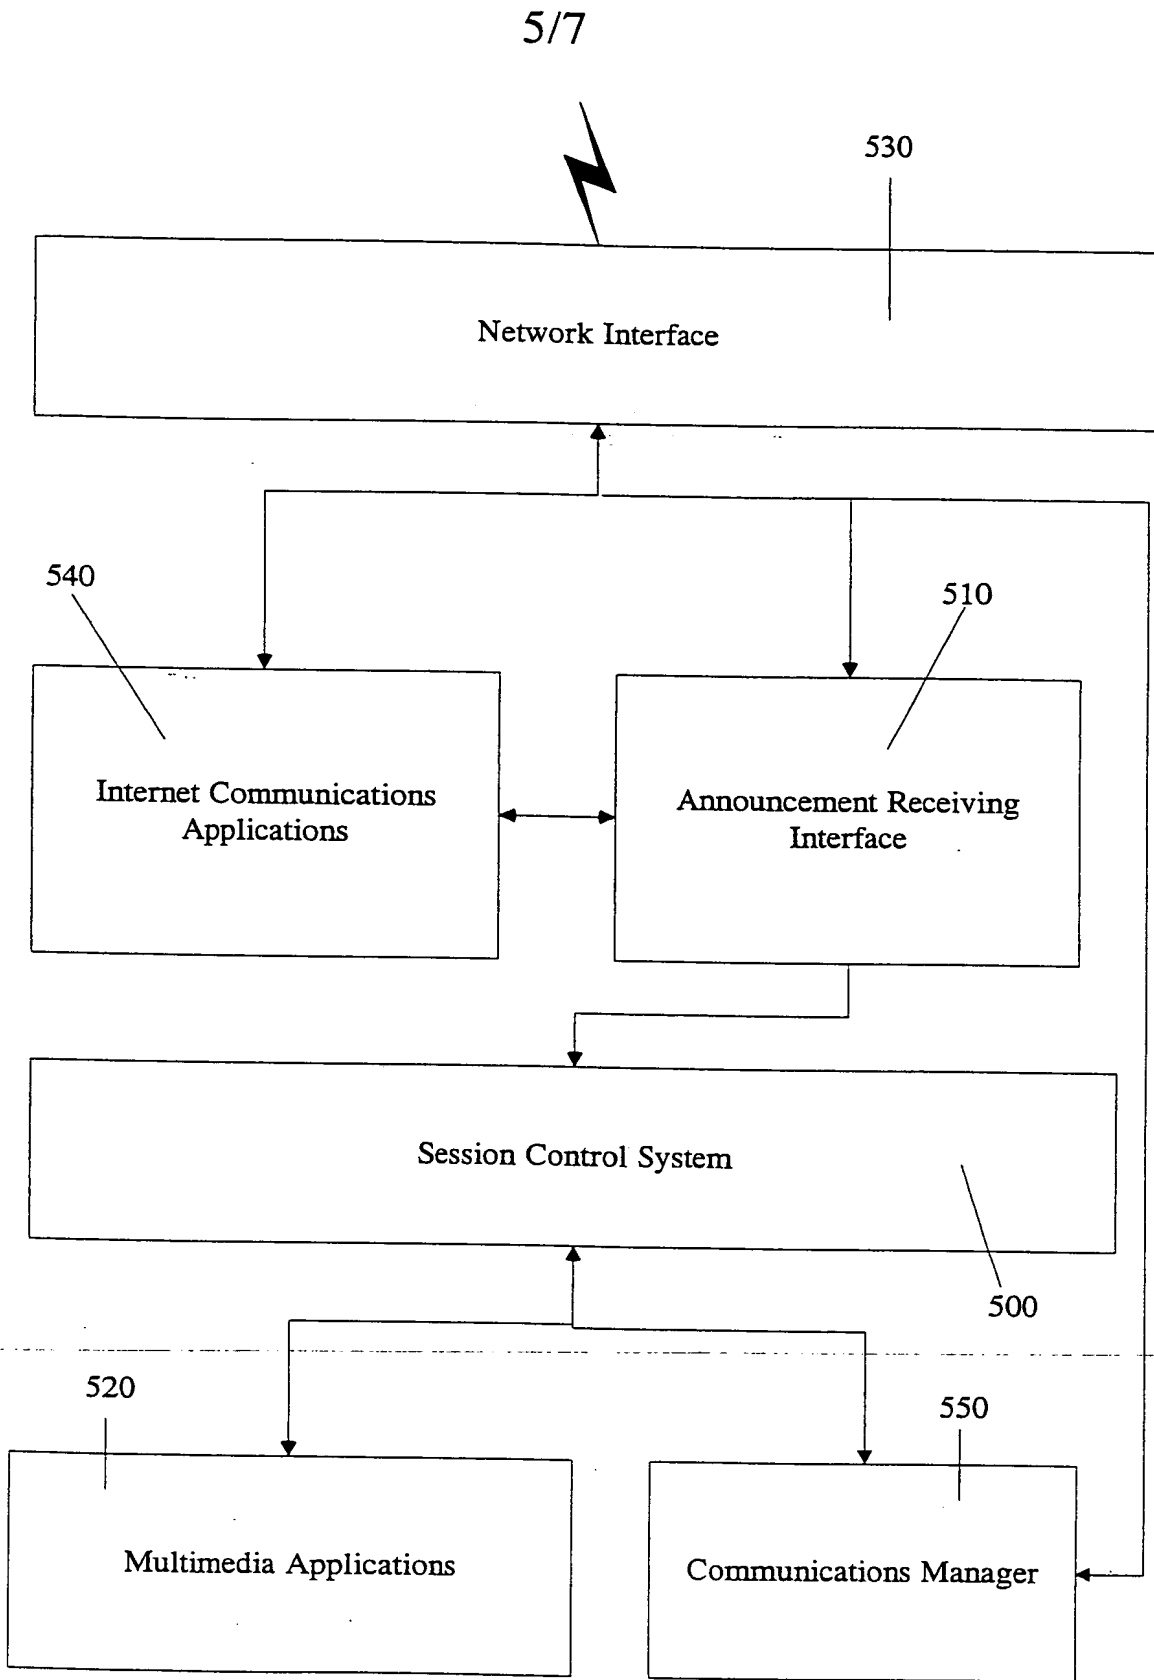 5/7
530
Network Interface
540
510
Internet Communications
Applications
Announcement Receiving
Interface
Session Control System
500
520
550
Multimedia Applications
Communications Manager